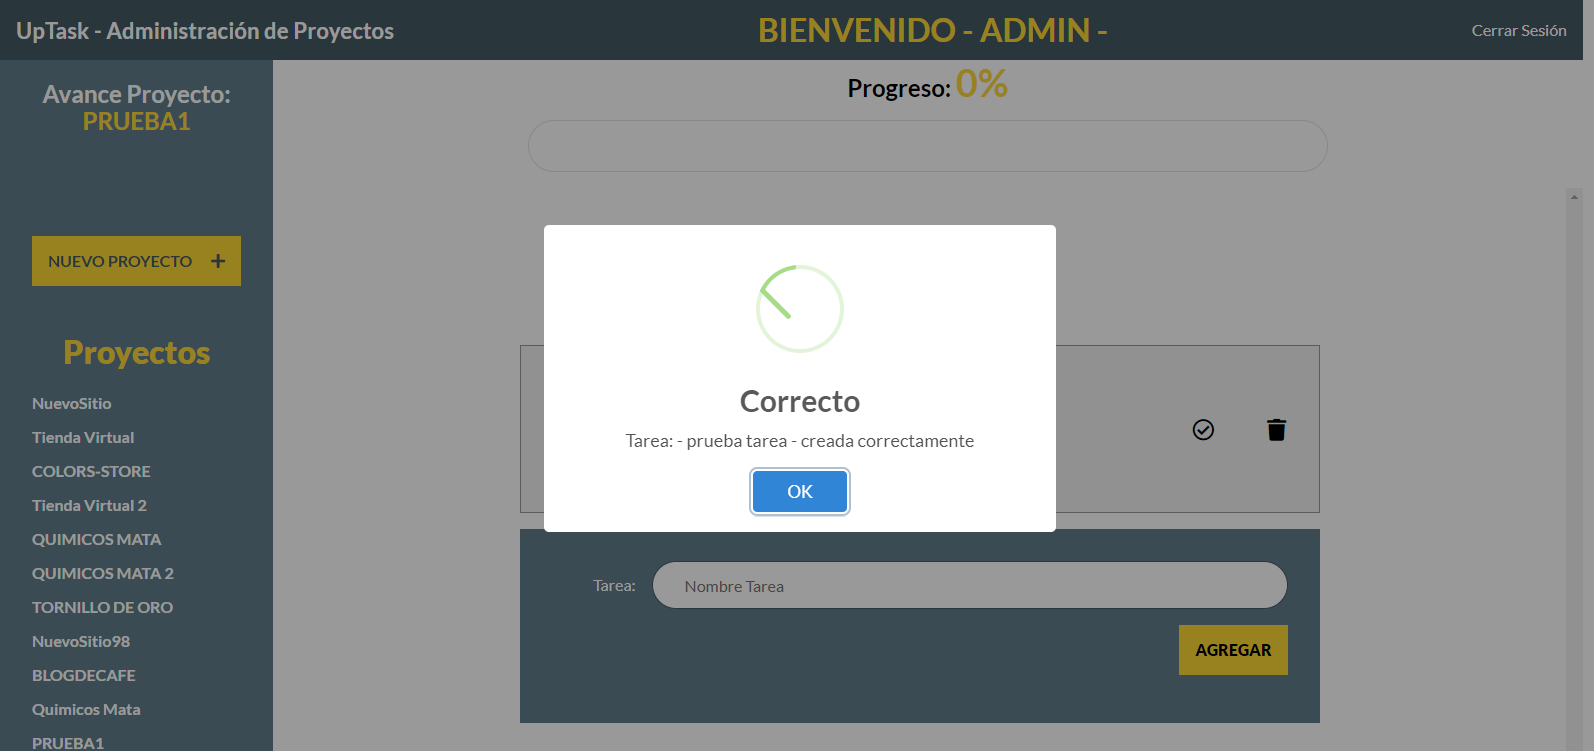 UpTask - Administración de Proyectos
BIENVENIDO - ADMIN -
Cerrar Sesión
Avance Proyecto:
PRUEBA1
NUEVO PROYECTO +
Proyectos
NuevoSitio
Tienda Virtual
COLORS-STORE
Tienda Virtual 2
QUIMICOS MATA
QUIMICOS MATA 2
TORNILLO DE ORO
NuevoSitio98
BLOGDECAFE
Quimicos Mata
PRUEBA1
Progreso: 0%
Correcto
Tarea: - prueba tarea - creada correctamente
OK
Tarea:
Nombre Tarea
AGREGAR